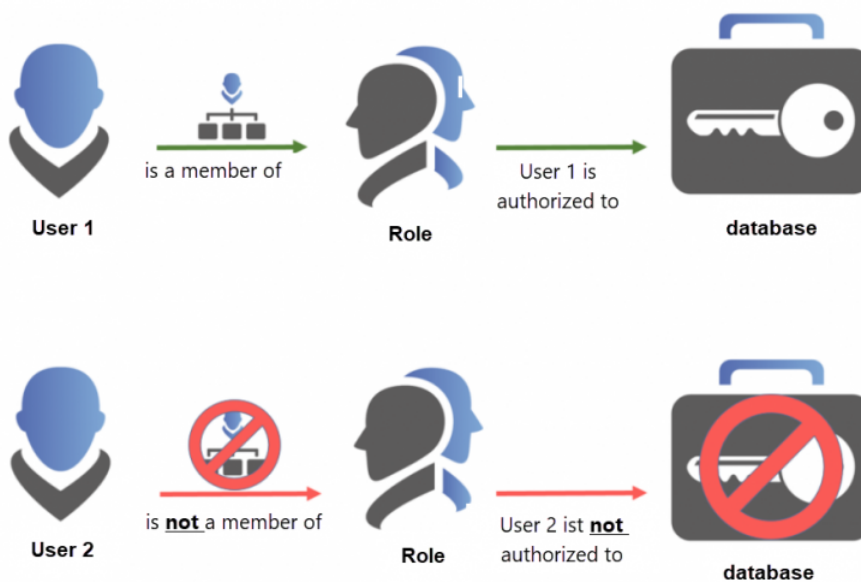 is a member of
User 1 is
authorized to
User 1
Role
database
is not a member of
User 2 ist not
authorized to
User 2
Role
database